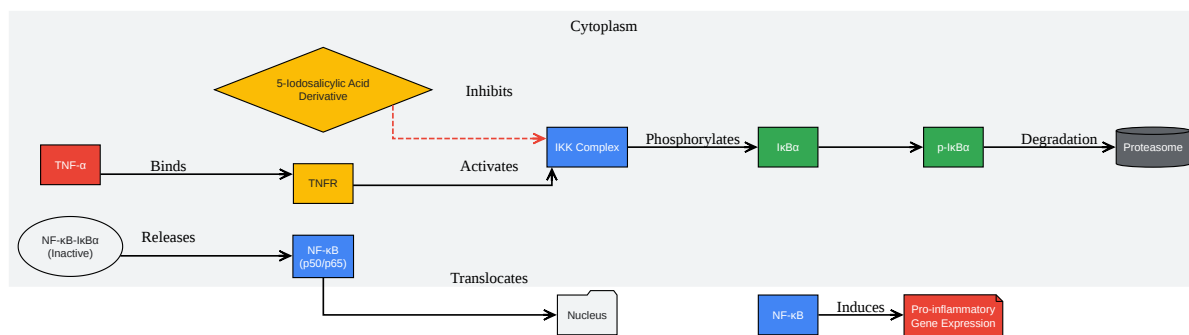 Cytoplasm
5-Iodosalicylic Acid
Derivative
Inhibits
IKK Complex
Phosphorylates
IκBα
p-IκBα
Degradation
Proteasome
TNF-α
Binds
TNFR
Activates
NF-κB-IκBα
(Inactive)
Releases
NF-κB
(p50/p65)
Translocates
Nucleus
NF-κB
Induces
Pro-inflammatory
Gene Expression